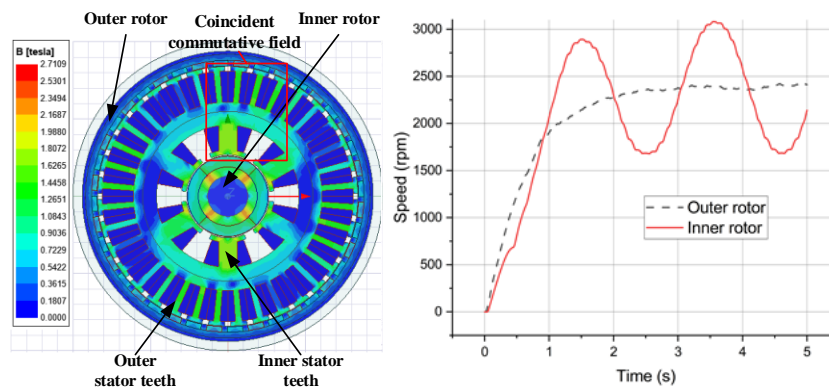 Outer rotor
Coincident
commutative field
Inner rotor
B [tesla]
2.7109
2.5301
2.3494
2.1687
1.9880
1.8072
1.6265
1.4458
1.2651
1.0843
0.9036
0.7229
0.5422
0.3615
0.1807
0.0000
Outer
stator teeth
Inner stator
teeth
Speed (rpm)
3000
2500
2000
1500
1000
500
0
Outer rotor
Inner rotor
0 1 2 3 4 5
Time (s)